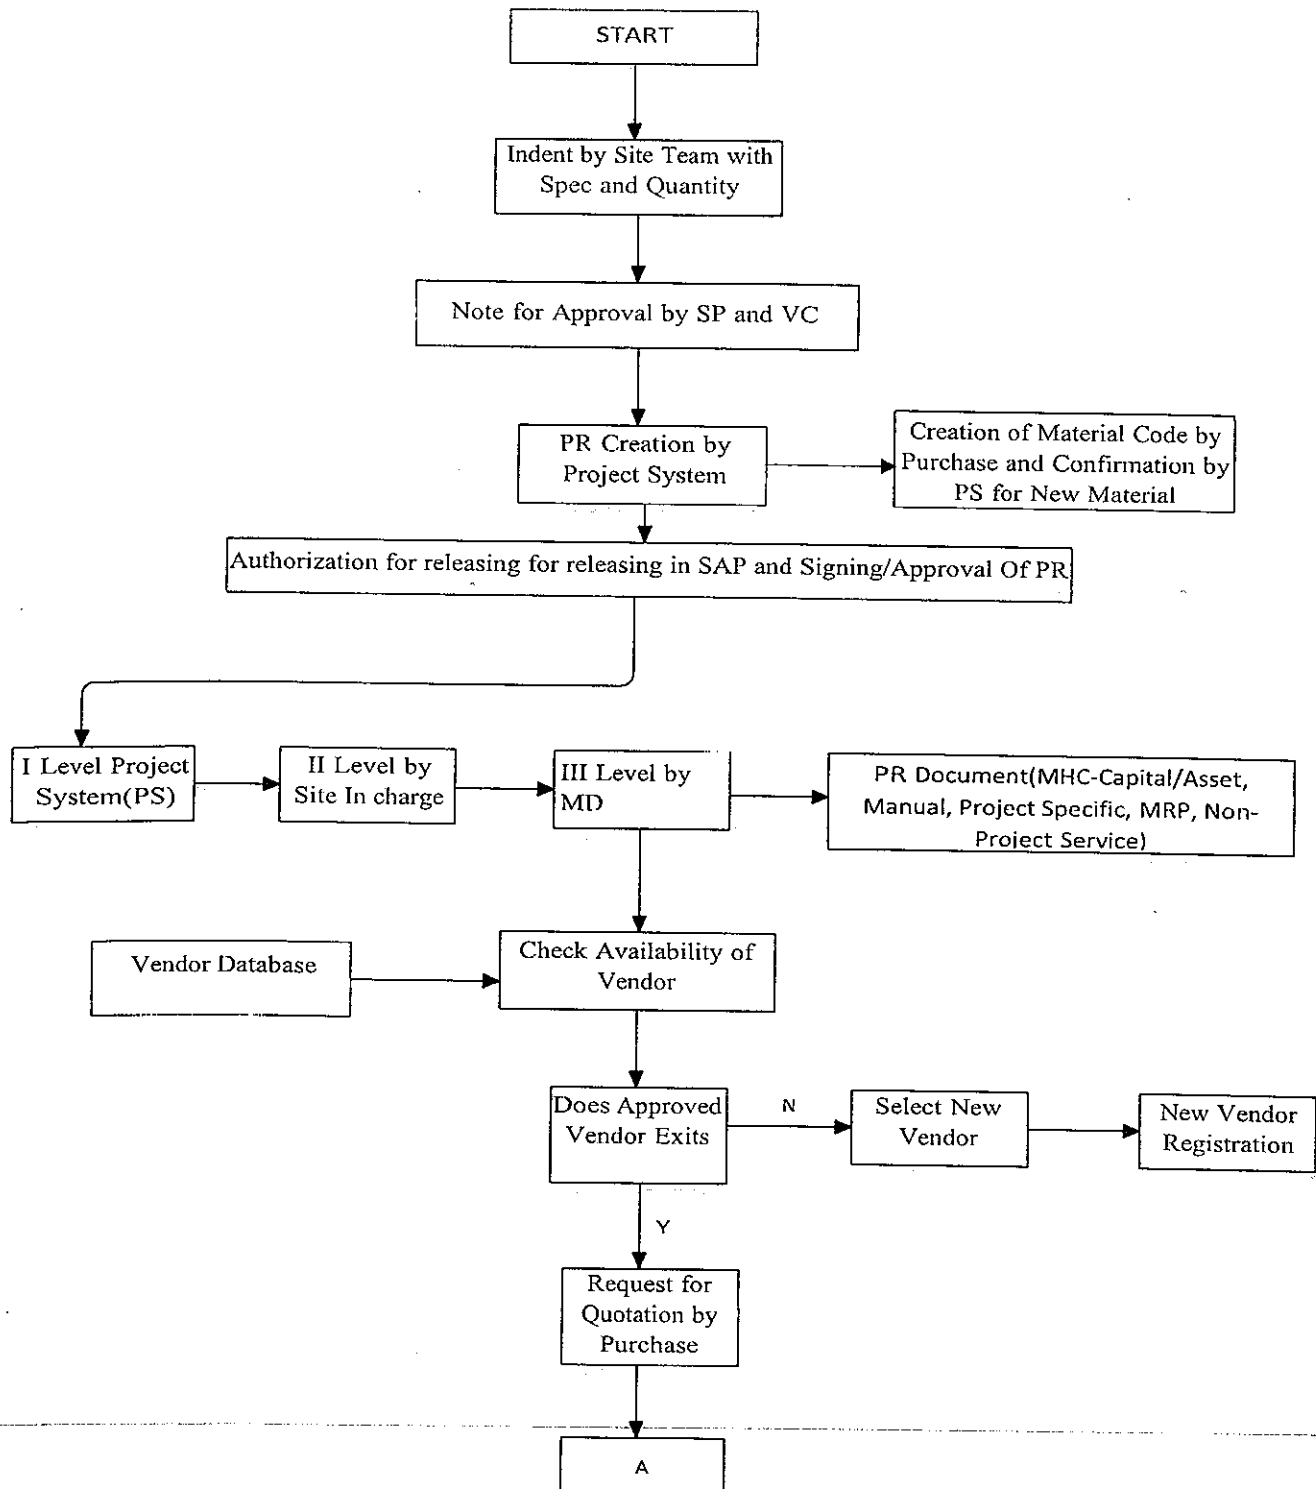 START
Indent by Site Team with
Spec and Quantity
Note for Approval by SP and VC
PR Creation by
Project System
Creation of Material Code by
Purchase and Confirmation by
PS for New Material
Authorization for releasing for releasing in SAP and Signing/Approval Of PR
I Level Project
System(PS)
II Level by
Site In charge
III Level by
MD
PR Document(MHC-Capital/Asset,
Manual, Project Specific, MRP, Non-
Project Service)
Vendor Database
Check Availability of
Vendor
Does Approved
Vendor Exits
N
Select New
Vendor
New Vendor
Registration
Y
Request for
Quotation by
Purchase
A